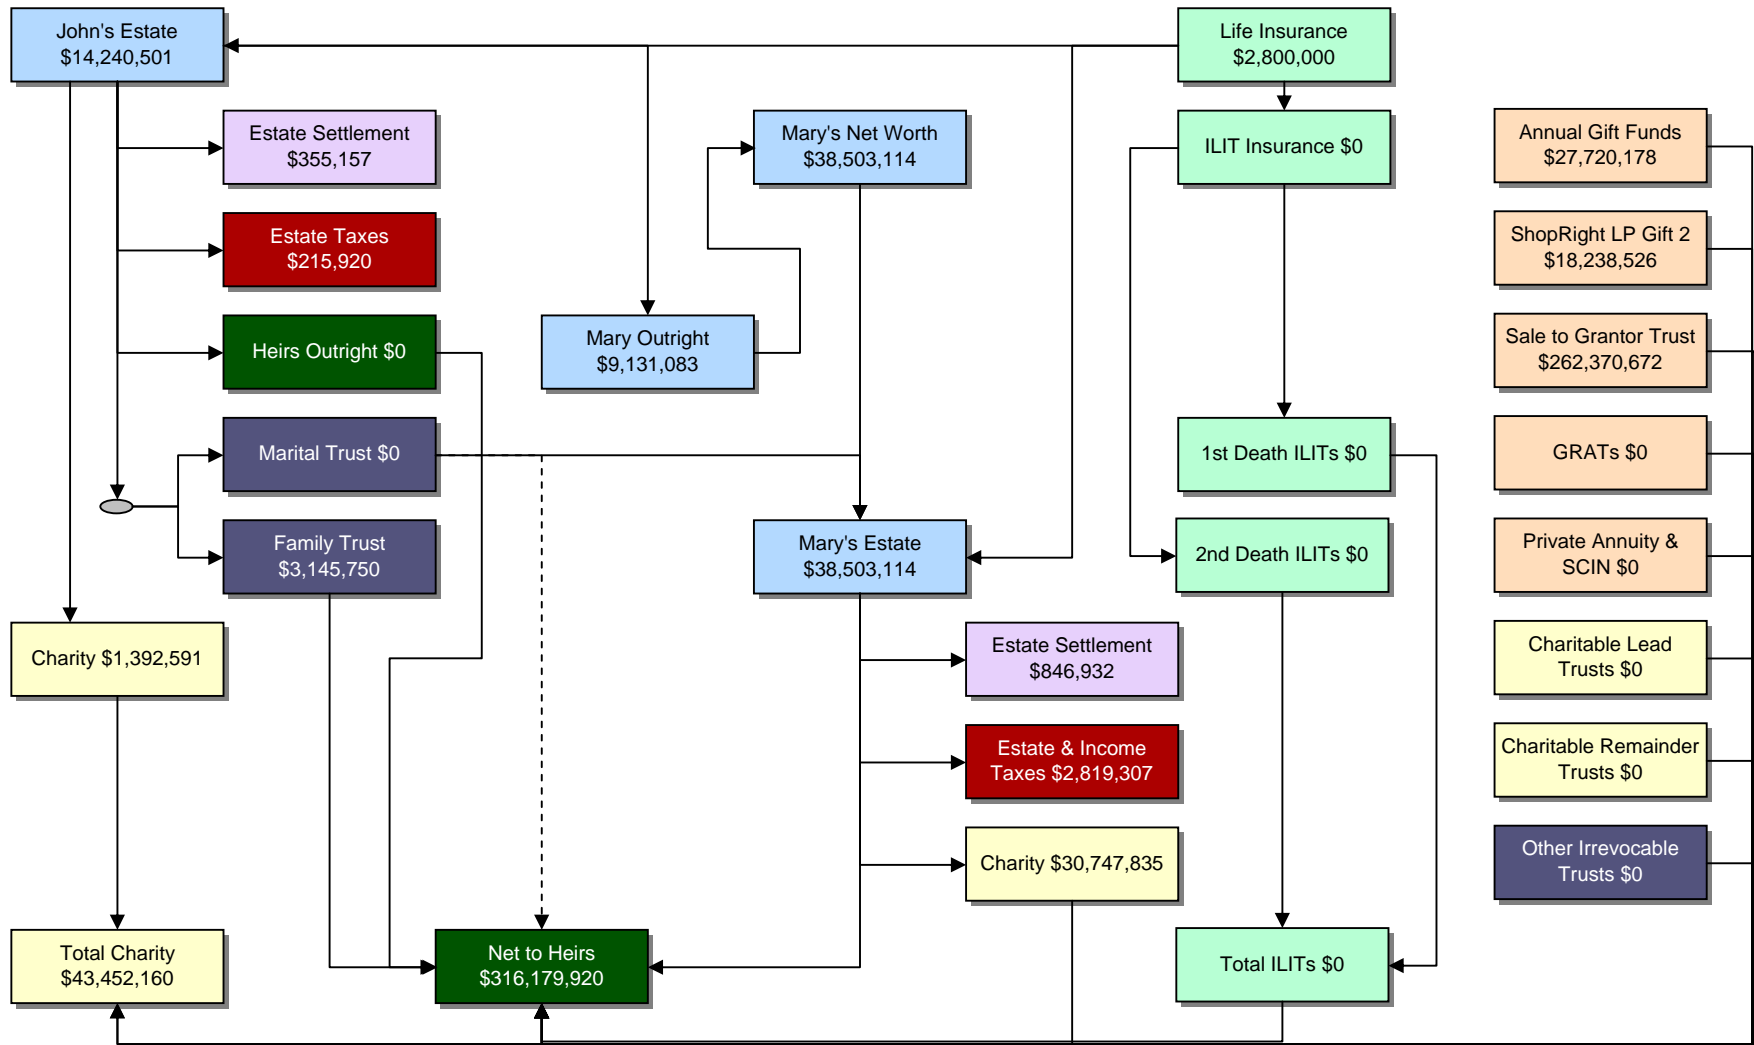 John's Estate
$14,240,501
Life Insurance
$2,800,000
Estate Settlement
$355,157
Mary's Net Worth
$38,503,114
ILIT Insurance $0
Annual Gift Funds
$27,720,178
Estate Taxes
$215,920
ShopRight LP Gift 2
$18,238,526
Heirs Outright $0
Mary Outright
$9,131,083
Sale to Grantor Trust
$262,370,672
Marital Trust $0
1st Death ILITs $0
GRATs $0
Family Trust
$3,145,750
Mary's Estate
$38,503,114
2nd Death ILITs $0
Private Annuity &
SCIN $0
Charity $1,392,591
Estate Settlement
$846,932
Charitable Lead
Trusts $0
Estate & Income
Taxes $2,819,307
Charitable Remainder
Trusts $0
Charity $30,747,835
Other Irrevocable
Trusts $0
Total Charity
$43,452,160
Net to Heirs
$316,179,920
Total ILITs $0